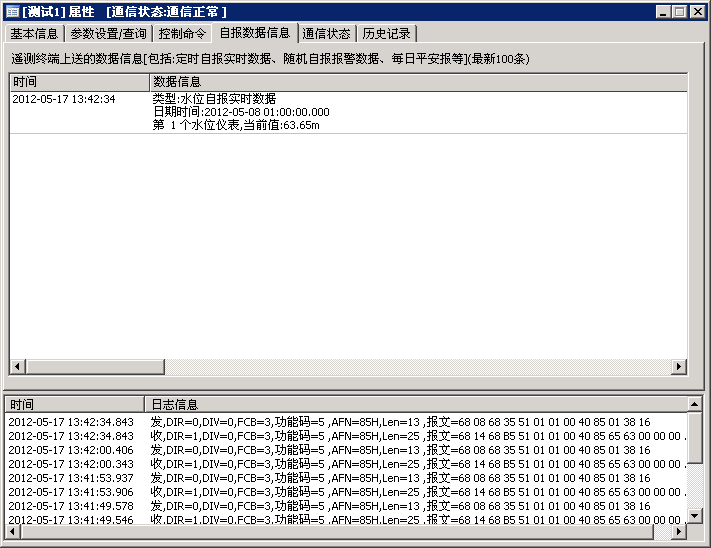 [测试1] 属性   [通信状态:通信正常 ]
基本信息 参数设置/查询 控制命令 自报数据信息 通信状态 历史记录
遥测终端上送的数据信息[包括:定时自报实时数据、随机自报报警数据、每日平安报等](最新100条)
时间 数据信息
2012-05-17 13:42:34 类型:水位自报实时数据
日期时间:2012-05-08 01:00:00.000
第  1 个水位仪表,当前值:63.65m
时间 日志信息
2012-05-17 13:42:34.843 发,DIR=0,DIV=0,FCB=3,功能码=5 ,AFN=85H,Len=13 ,报文=68 08 68 35 51 01 01 00 40 85 01 38 16
2012-05-17 13:42:34.843 收,DIR=1,DIV=0,FCB=3,功能码=5 ,AFN=85H,Len=25 ,报文=68 14 68 B5 51 01 01 00 40 85 65 63 00 00 00 .
2012-05-17 13:42:00.406 发,DIR=0,DIV=0,FCB=3,功能码=5 ,AFN=85H,Len=13 ,报文=68 08 68 35 51 01 01 00 40 85 01 38 16
2012-05-17 13:42:00.343 收,DIR=1,DIV=0,FCB=3,功能码=5 ,AFN=85H,Len=25 ,报文=68 14 68 B5 51 01 01 00 40 85 65 63 00 00 00 .
2012-05-17 13:41:53.937 发,DIR=0,DIV=0,FCB=3,功能码=5 ,AFN=85H,Len=13 ,报文=68 08 68 35 51 01 01 00 40 85 01 38 16
2012-05-17 13:41:53.906 收,DIR=1,DIV=0,FCB=3,功能码=5 ,AFN=85H,Len=25 ,报文=68 14 68 B5 51 01 01 00 40 85 65 63 00 00 00 .
2012-05-17 13:41:49.578 发,DIR=0,DIV=0,FCB=3,功能码=5 ,AFN=85H,Len=13 ,报文=68 08 68 35 51 01 01 00 40 85 01 38 16
2012-05-17 13:41:49.546 收,DIR=1,DIV=0,FCB=3,功能码=5 ,AFN=85H,Len=25 ,报文=68 14 68 B5 51 01 01 00 40 85 65 63 00 00 00 .